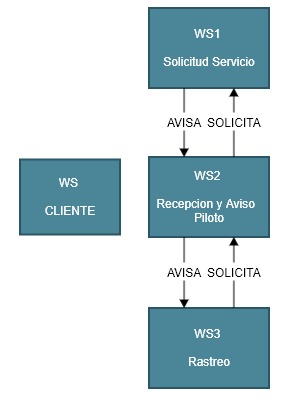 WS1
Solicitud Servicio
AVISA SOLICITA
WS
CLIENTE
WS2
Recepcion y Aviso
Piloto
AVISA SOLICITA
WS3
Rastreo